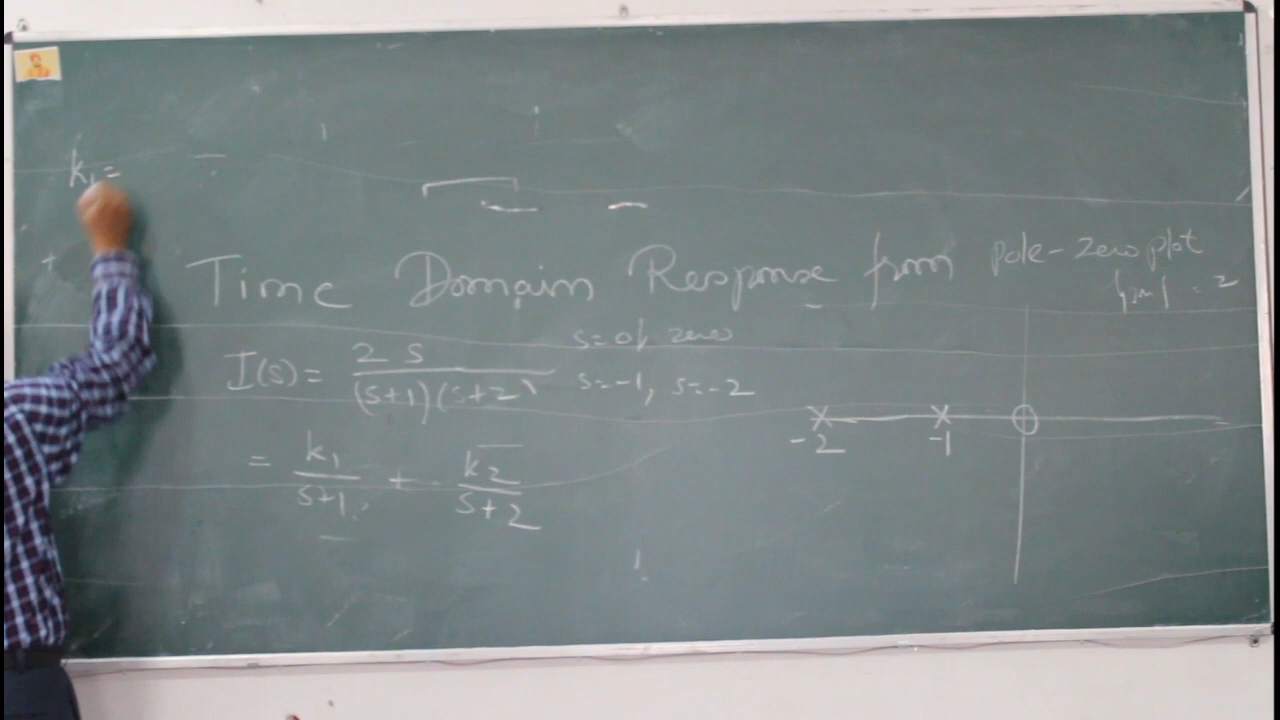 k₁ =
Time Domain Response from pole-zero plot
I(s) = 2 s / (s+1)(s+2)
s=0, zero
s=-1, s=-2
= k₁/s+1 + k₂/s+2
-2 -1